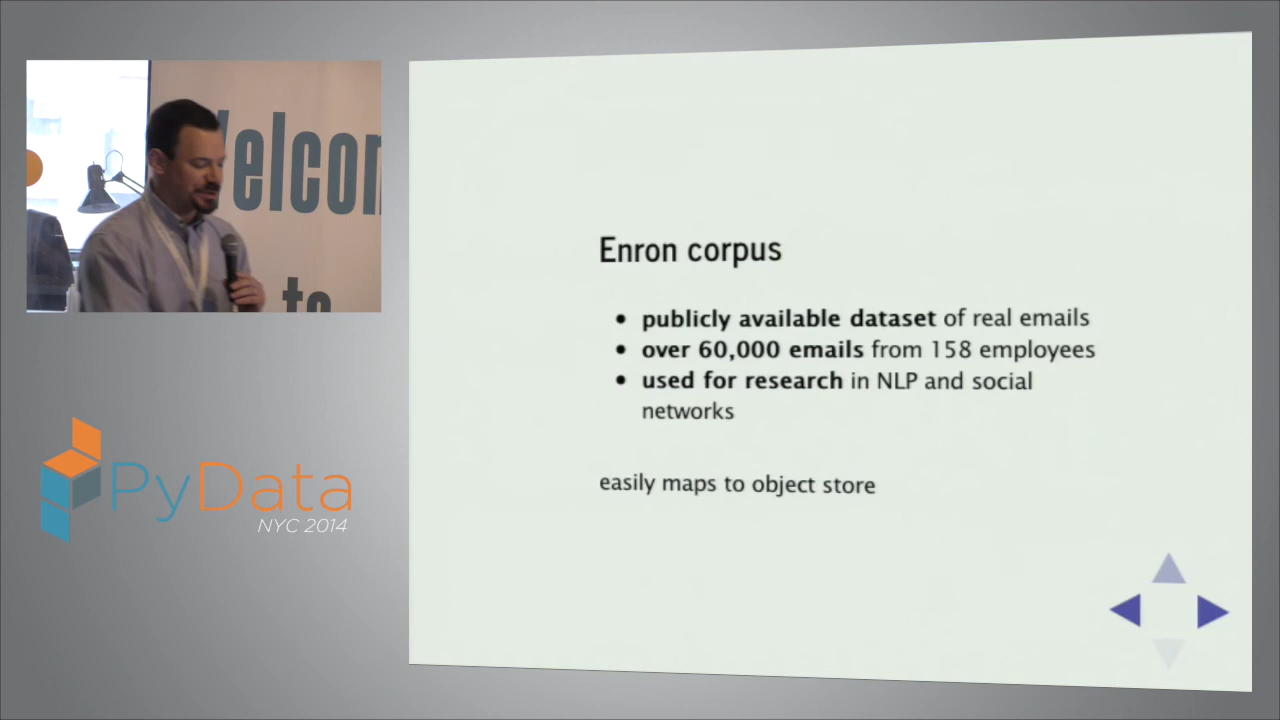 Welcom
to
PyData
NYC 2014
Enron corpus
• publicly available dataset of real emails
• over 60,000 emails from 158 employees
• used for research in NLP and social
networks
easily maps to object store